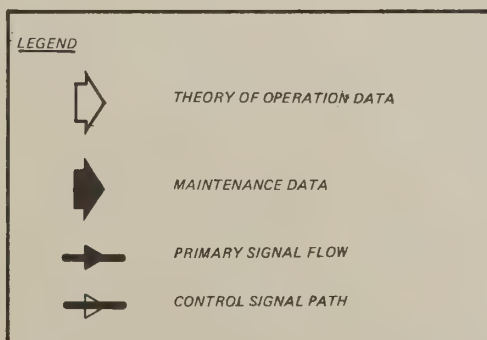 LEGEND
THEORY OF OPERATION DATA
MAINTENANCE DATA
PRIMARY SIGNAL FLOW
CONTROL SIGNAL PATH